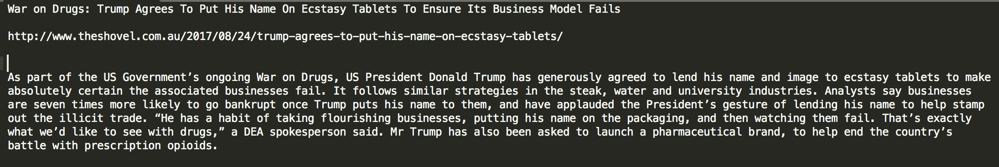 War on Drugs: Trump Agrees To Put His Name On Ecstasy Tablets To Ensure Its Business Model Fails
http://www.theshovel.com.au/2017/08/24/trump-agrees-to-put-his-name-on-ecstasy-tablets/
As part of the US Government’s ongoing War on Drugs, US President Donald Trump has generously agreed to lend his name and image to ecstasy tablets to make
absolutely certain the associated businesses fail. It follows similar strategies in the steak, water and university industries. Analysts say businesses
are seven times more likely to go bankrupt once Trump puts his name to them, and have applauded the President’s gesture of lending his name to help stamp
out the illicit trade. “He has a habit of taking flourishing businesses, putting his name on the packaging, and then watching them fail. That’s exactly
what we’d like to see with drugs,” a DEA spokesperson said. Mr Trump has also been asked to launch a pharmaceutical brand, to help end the country’s
battle with prescription opioids.